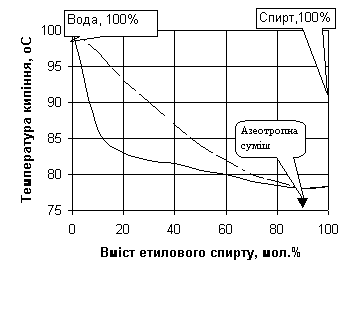 Вода, 100%
Спирт,100%
Температура кипіння, оС
100
95
90
85
80
75
Азеотропна
суміш
0
20
40
60
80
100
Вміст етилового спирту, мол.%